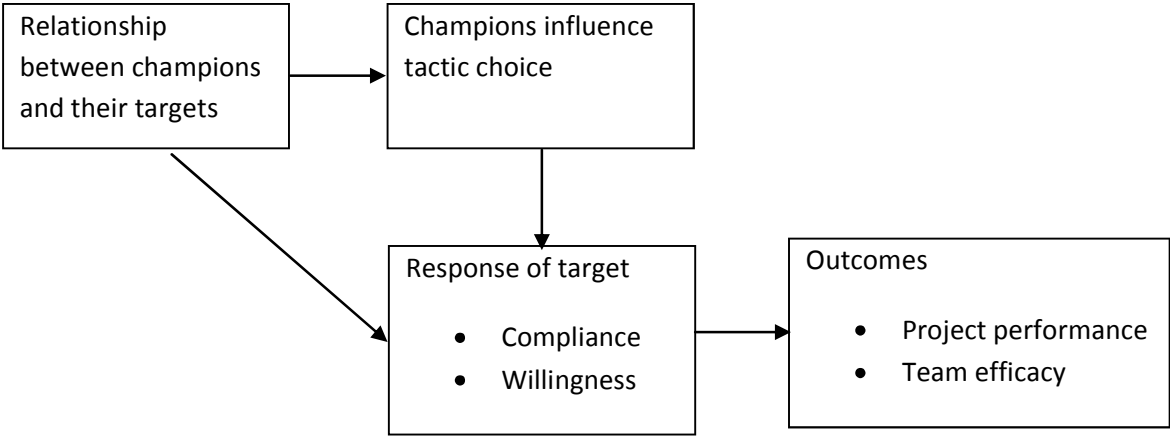 Relationship
between champions
and their targets
Champions influence
tactic choice
Response of target
• Compliance
• Willingness
Outcomes
• Project performance
• Team efficacy